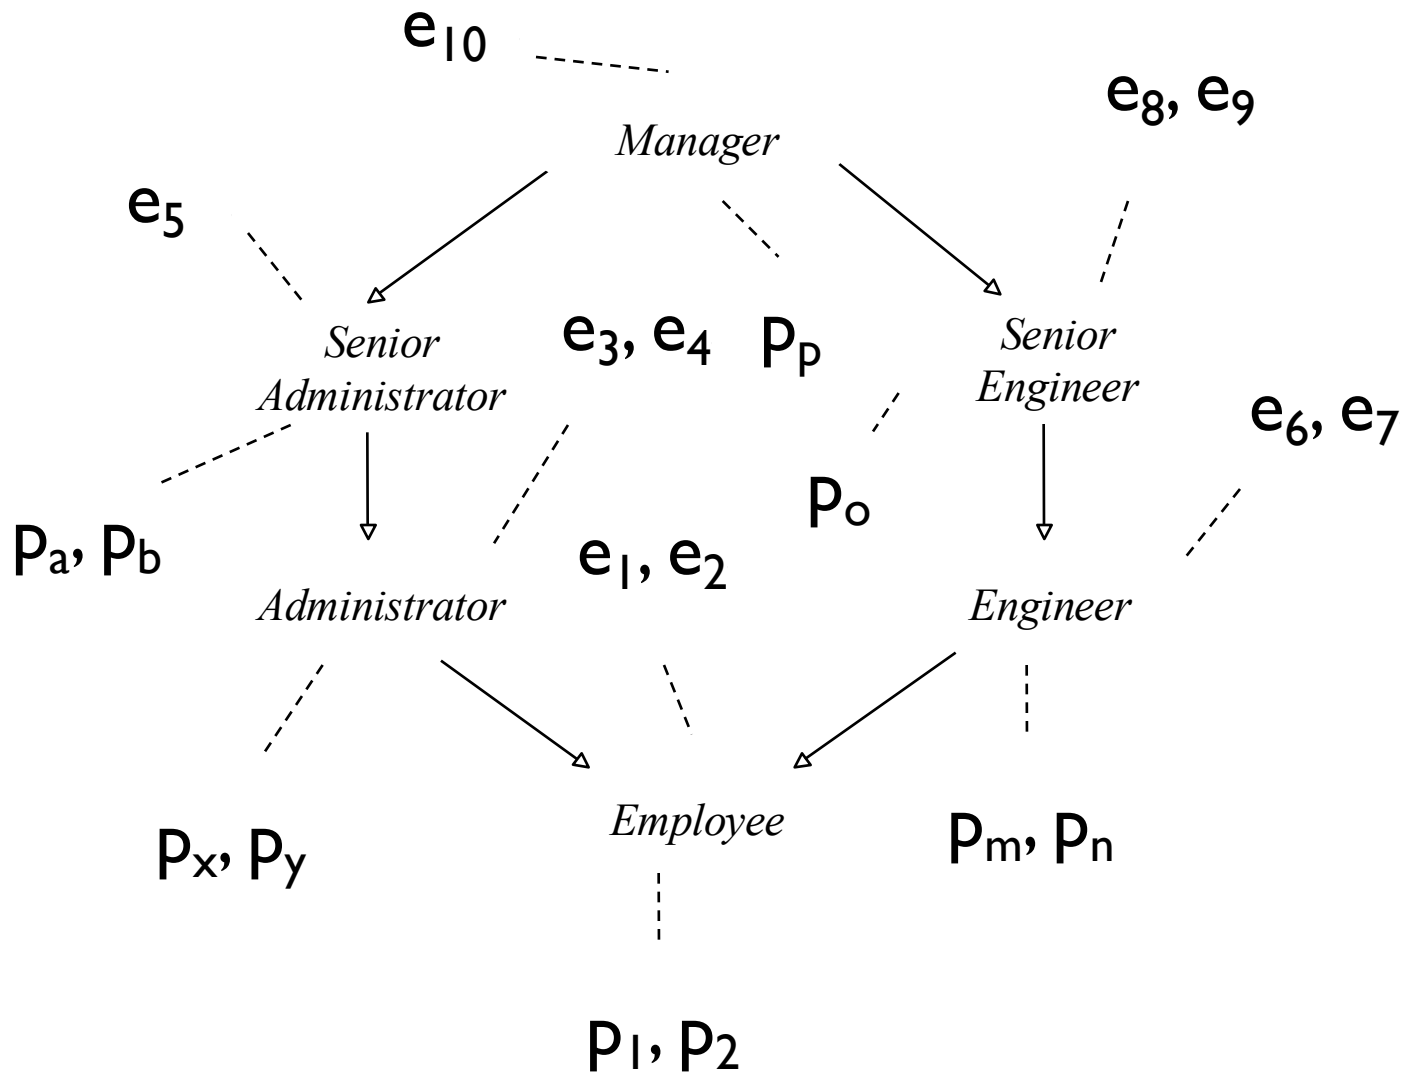 e10
e8, e9
Manager
e5
e3, e4
pp
Senior
Administrator
Senior
Engineer
e6, e7
po
pa, pb
e1, e2
Administrator
Engineer
px, py
Employee
pm, pn
p1, p2